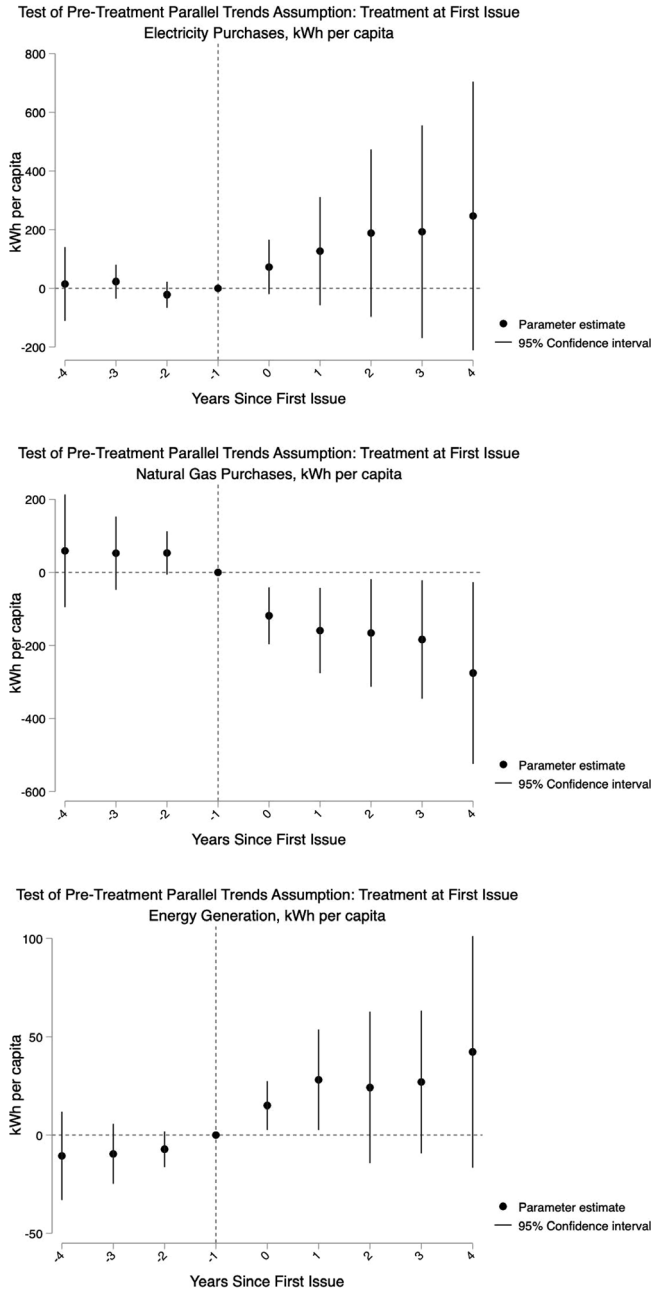 Test of Pre-Treatment Parallel Trends Assumption: Treatment at First Issue
Electricity Purchases, kWh per capita
800
600
400
200
0
-200
kWh per capita
-4 -3 -2 -1 0 1 2 3 4
Years Since First Issue
Parameter estimate
95% Confidence interval
Test of Pre-Treatment Parallel Trends Assumption: Treatment at First Issue
Natural Gas Purchases, kWh per capita
200
0
-200
-400
-600
kWh per capita
-4 -3 -2 -1 0 1 2 3 4
Years Since First Issue
Parameter estimate
95% Confidence interval
Test of Pre-Treatment Parallel Trends Assumption: Treatment at First Issue
Energy Generation, kWh per capita
100
50
0
-50
kWh per capita
-4 -3 -2 -1 0 1 2 3 4
Years Since First Issue
Parameter estimate
95% Confidence interval